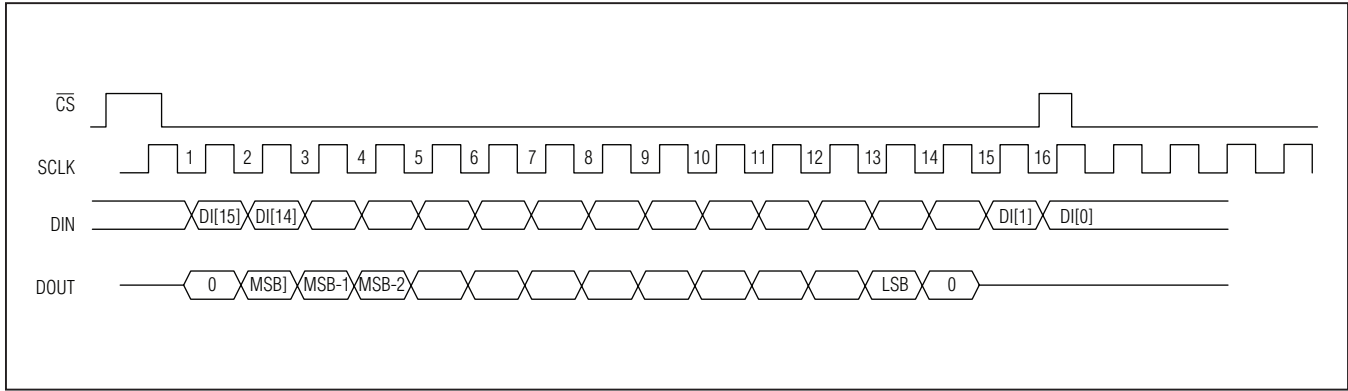 CS
SCLK 1 2 3 4 5 6 7 8 9 10 11 12 13 14 15 16
DIN DI[15] DI[14] DI[1] DI[0]
DOUT 0 MSB] MSB-1 MSB-2 LSB 0